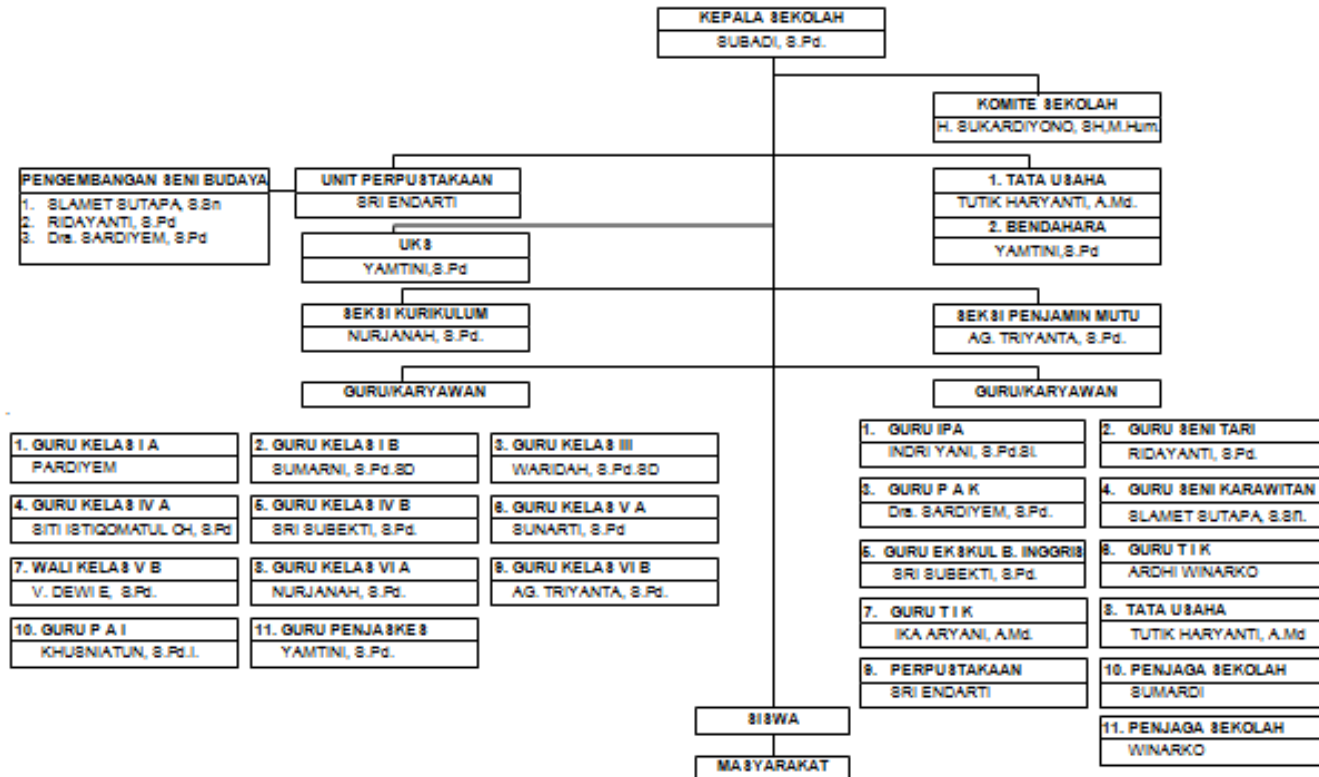 KEPALA SEKOLAH
SUBADI, S.Pd.
KOMITE SEKOLAH
H. SUKARDIYONO, SH,M.Hum.
PENGEMBANGAN SENI BUDAYA
1. SLAMET SUTAPA, S.Sn
2. RIDAYANTI, S.Pd
3. Dra. SARDIYEM, S.Pd
UNIT PERPUSTAKAAN
SRI ENDARTI
1. TATA USAHA
TUTIK HARYANTI, A.Md.
2. BENDAHARA
YAMTINI,S.Pd
UKS
YAMTINI,S.Pd
SEKSI KURIKULUM
NURJANAH, S.Pd.
SEKSI PENJAMIN MUTU
AG. TRIYANTA, S.Pd.
GURU/KARYAWAN
GURU/KARYAWAN
1. GURU KELAS I A
PARDIYEM
2. GURU KELAS I B
SUMARNI, S.Pd.SD
3. GURU KELAS III
WARIDAH, S.Pd.SD
4. GURU KELAS IV A
SITI ISTIQOMATUL CH, S.Pd
5. GURU KELAS IV B
SRI SUBEKTI, S.Pd.
6. GURU KELAS V A
SUNARTI, S.Pd
7. WALI KELAS V B
V. DEWI E, S.Pd.
8. GURU KELAS VI A
NURJANAH, S.Pd.
9. GURU KELAS VI B
AG. TRIYANTA, S.Pd.
10. GURU P A I
KHUSNIATUN, S.Pd.I.
11. GURU PENJASKES
YAMTINI, S.Pd.
1. GURU IPA
INDRI YANI, S.Pd.SI.
2. GURU SENI TARI
RIDAYANTI, S.Pd.
3. GURU P A K
Dra. SARDIYEM, S.Pd.
4. GURU SENI KARAWITAN
SLAMET SUTAPA, S.Sn.
5. GURU EKSKUL B. INGGRIS
SRI SUBEKTI, S.Pd.
6. GURU T I K
ARDHI WINARKO
7. GURU T I K
IKA ARYANI, A.Md.
8. TATA USAHA
TUTIK HARYANTI, A.Md
9. PERPUSTAKAAN
SRI ENDARTI
10. PENJAGA SEKOLAH
SUMARDI
11. PENJAGA SEKOLAH
WINARKO
SISWA
MASYARAKAT